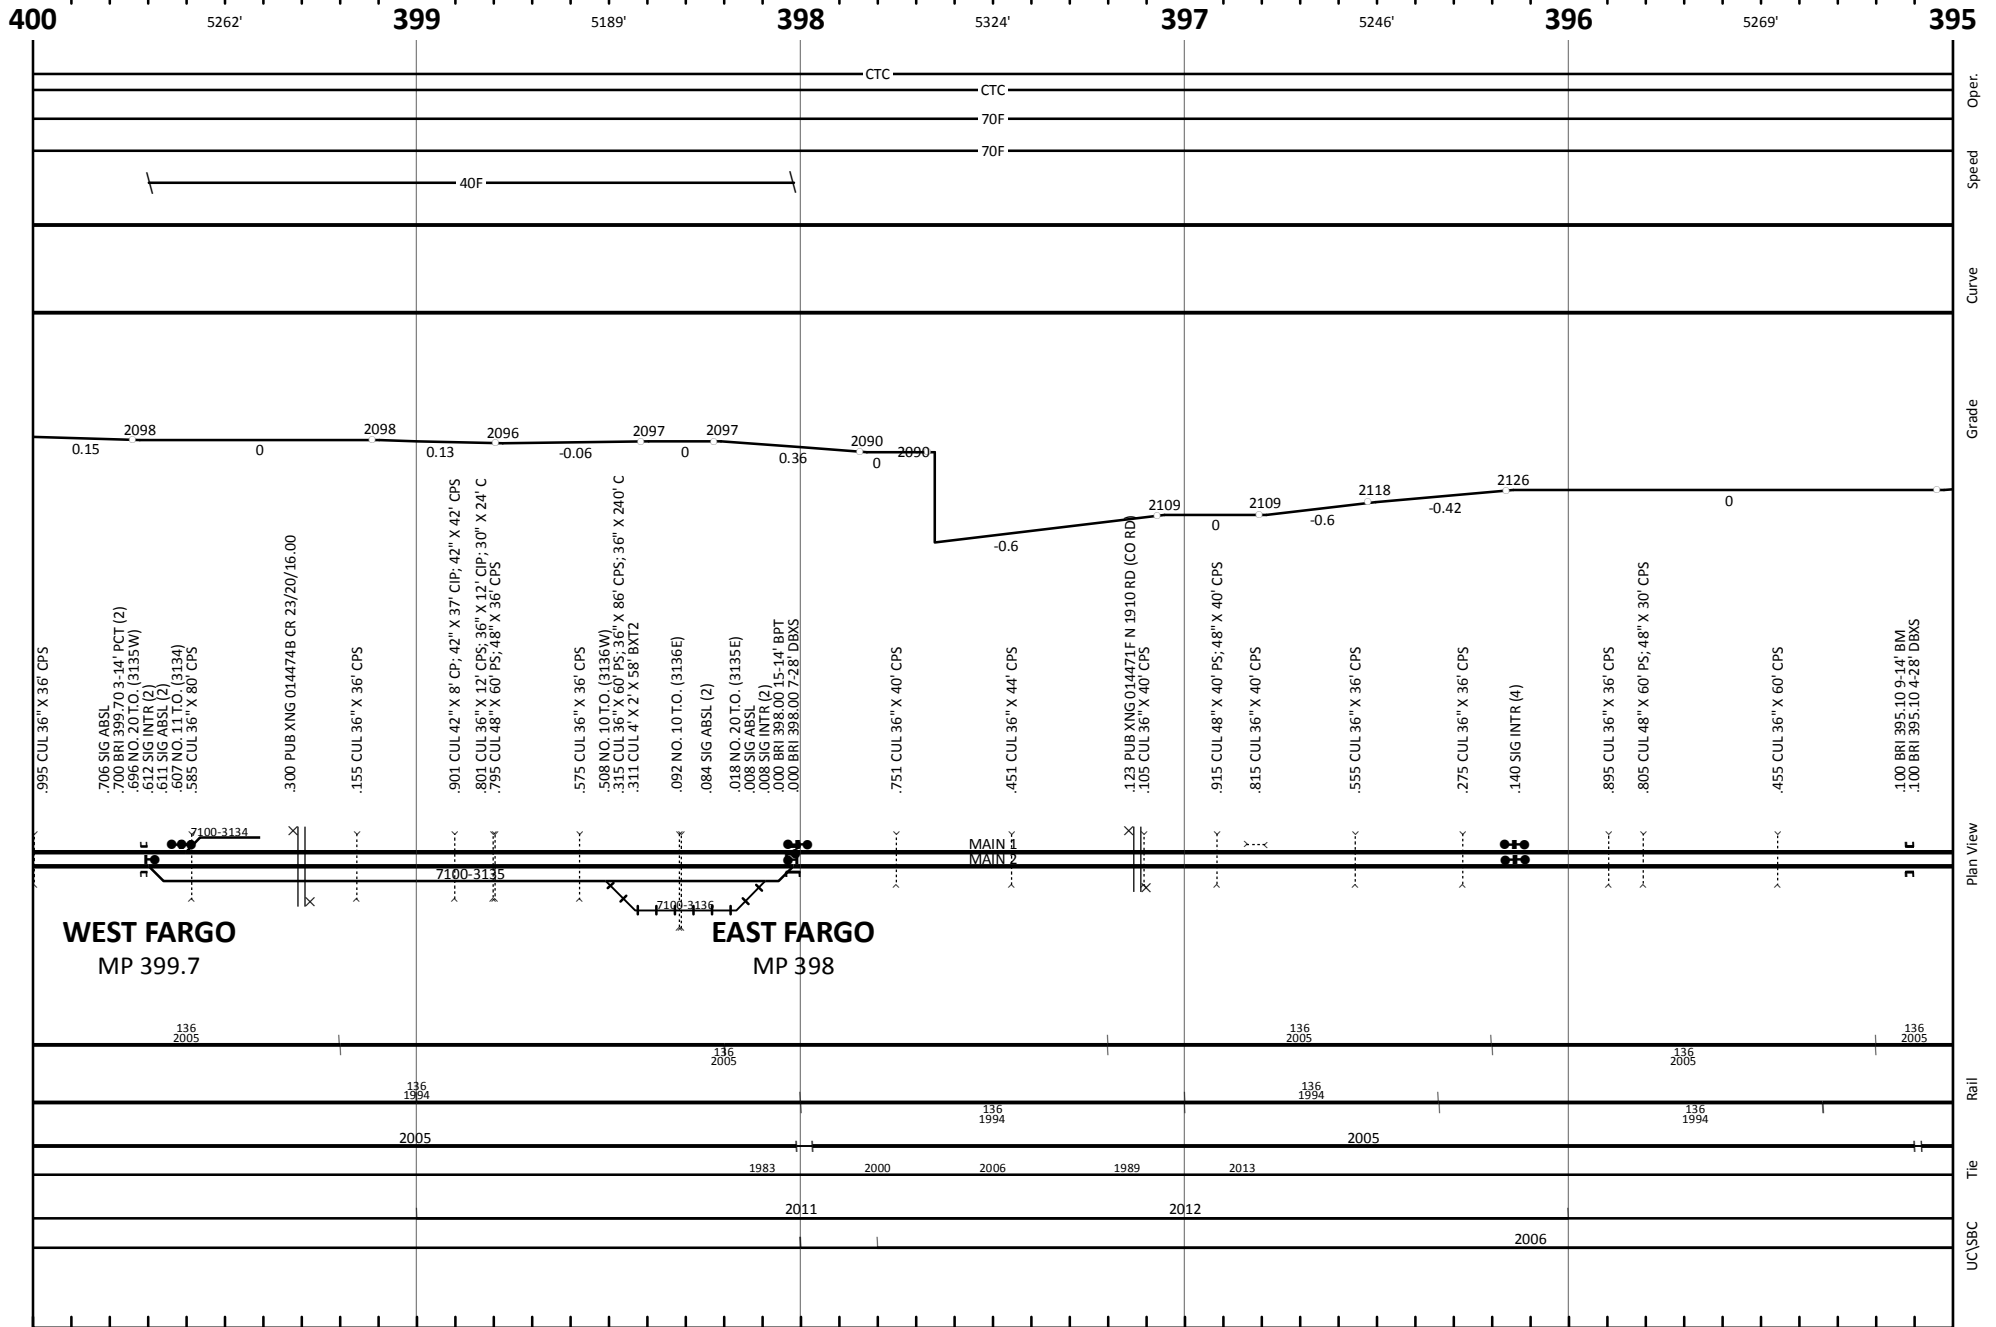 400
5262'
399
5189'
398
5324'
397
5246'
396
5269'
395
CTC
CTC
Oper.
70F
70F
40F
Speed
Curve
Grade
2098
2098
2096
2097
2097
2090
2090
2109
2109
2118
2126
0.15
0
0.13
-0.06
0
0.36
0
-0.6
0
-0.6
-0.42
0
.995 CUL 36" X 36' CPS
.706 SIG ABSL
.700 BRI 399.70 3-14' PCT (2)
.696 NO. 20 T.O. (3135W)
.612 SIG INTR (2)
.611 SIG ABSL (2)
.607 NO. 11 T.O. (3134)
.585 CUL 36" X 80' CPS
.300 PUB XNG 014474B CR 23/20/16.00
.155 CUL 36" X 36' CPS
.901 CUL 42" X 8' CP; 42" X 37' CIP; 42" X 42' CPS
.801 CUL 36" X 12' CPS; 36" X 12' CIP; 30" X 24' C
.795 CUL 48" X 60' PS; 48" X 36' CPS
.575 CUL 36" X 36' CPS
.508 NO. 10 T.O. (3136W)
.315 CUL 36" X 60' PS; 36" X 86' CPS; 36" X 240' C
.311 CUL 4' X 2' X 58' BXT2
.092 NO. 10 T.O. (3136E)
.084 SIG ABSL (2)
.018 NO. 20 T.O. (3135E)
.008 SIG ABSL
.008 SIG INTR (2)
.000 BRI 398.00 15-14' BPT
.000 BRI 398.00 7-28' DBXS
.751 CUL 36" X 40' CPS
.451 CUL 36" X 44' CPS
.123 PUB XNG 014471F N 1910 RD (CO RD)
.105 CUL 36" X 40' CPS
.915 CUL 48" X 40' PS; 48" X 40' CPS
.815 CUL 36" X 40' CPS
.555 CUL 36" X 36' CPS
.275 CUL 36" X 36' CPS
.140 SIG INTR (4)
.895 CUL 36" X 36' CPS
.805 CUL 48" X 60' PS; 48" X 30' CPS
.455 CUL 36" X 60' CPS
.100 BRI 395.10 9-14' BM
.100 BRI 395.10 4-28' DBXS
7100-3134
MAIN 1
MAIN 2
7100-3135
7100-3136
Plan View
WEST FARGO
MP 399.7
EAST FARGO
MP 398
136
2005
136
2005
136
2005
136
2005
136
2005
Rail
136
1994
136
1994
136
1994
136
1994
2005
2005
Tie
1983
2000
2006
1989
2013
2011
2012
2006
UC\SBC